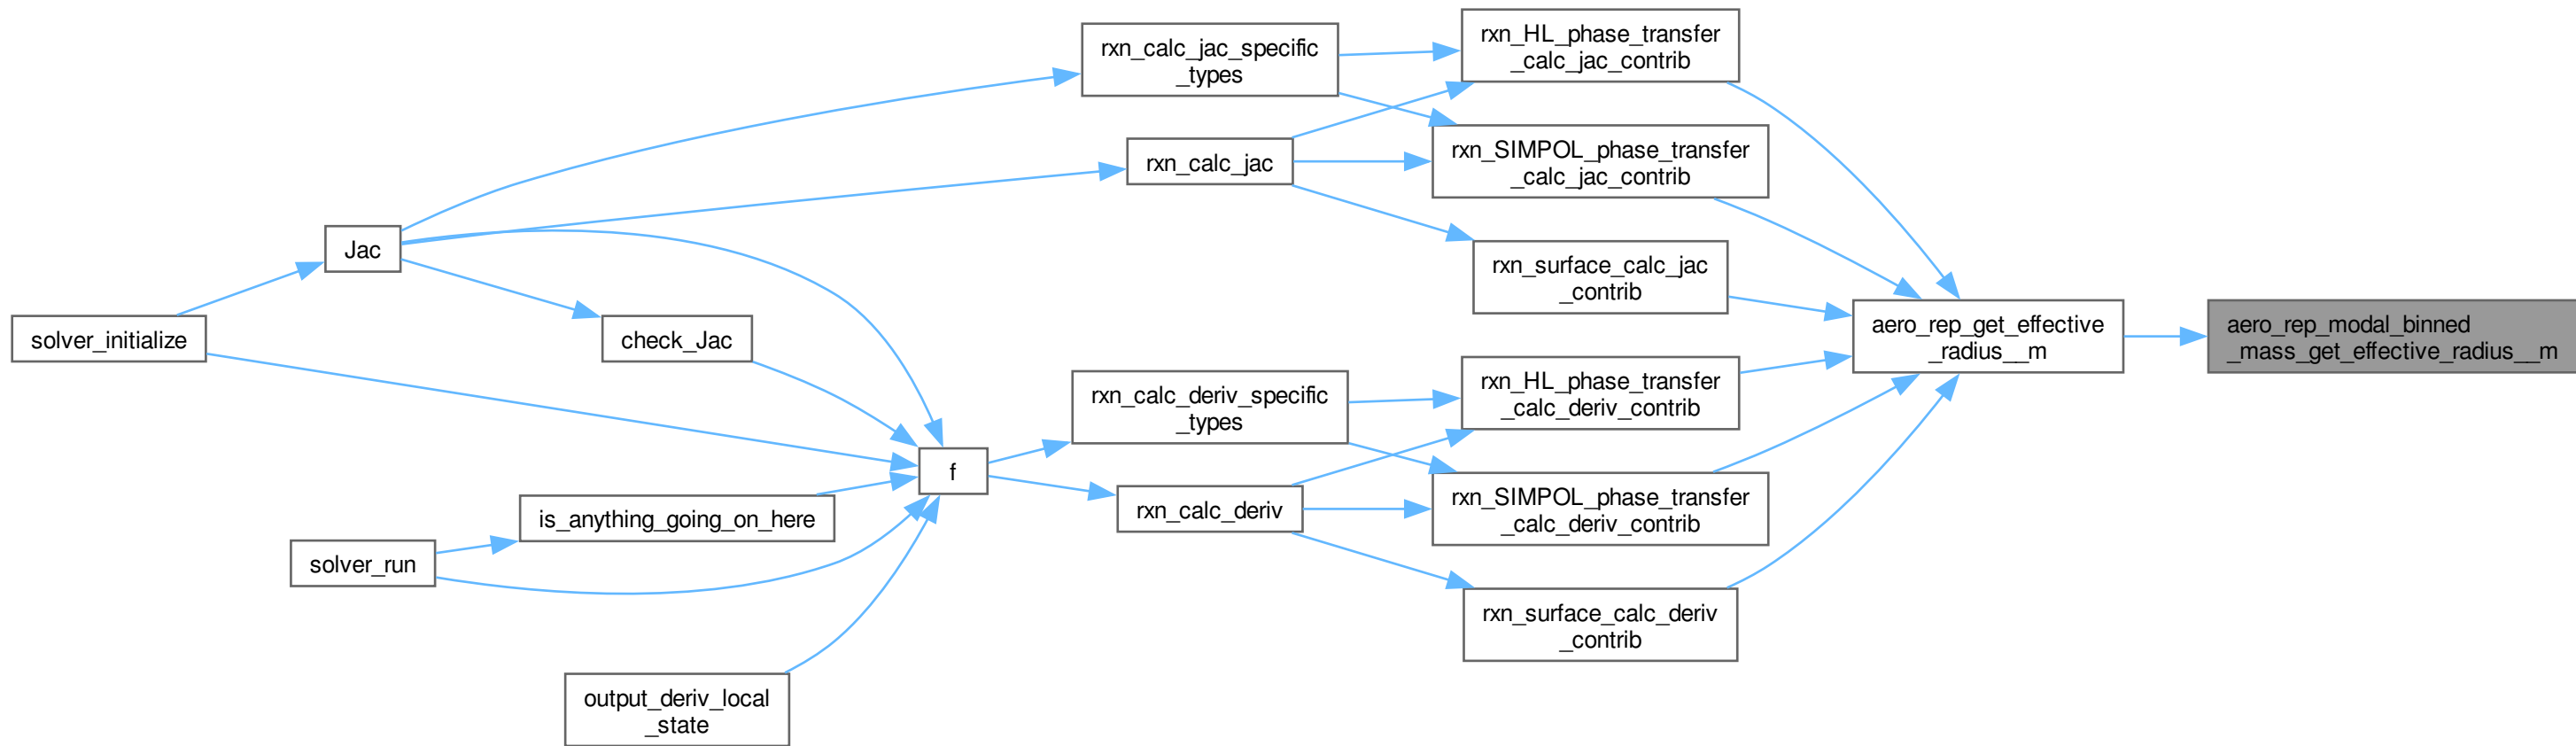 rxn_HL_phase_transfer
_calc_jac_contrib
rxn_calc_jac_specific
_types
rxn_SIMPOL_phase_transfer
_calc_jac_contrib
rxn_calc_jac
Jac
rxn_surface_calc_jac
_contrib
solver_initialize
check_Jac
aero_rep_get_effective
_radius__m
aero_rep_modal_binned
_mass_get_effective_radius__m
rxn_calc_deriv_specific
_types
rxn_HL_phase_transfer
_calc_deriv_contrib
f
is_anything_going_on_here
rxn_calc_deriv
rxn_SIMPOL_phase_transfer
_calc_deriv_contrib
solver_run
rxn_surface_calc_deriv
_contrib
output_deriv_local
_state